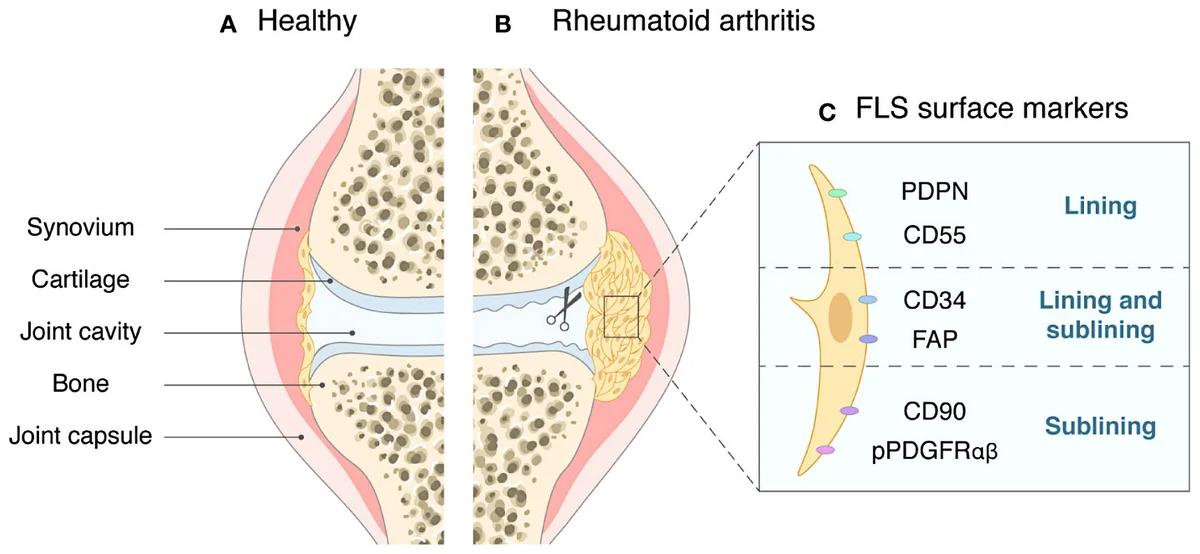 A Healthy
B Rheumatoid arthritis
C FLS surface markers
Synovium
Cartilage
Joint cavity
Bone
Joint capsule
PDPN
CD55
Lining
CD34
FAP
Lining and
sublining
CD90
pPDGFRαβ
Sublining